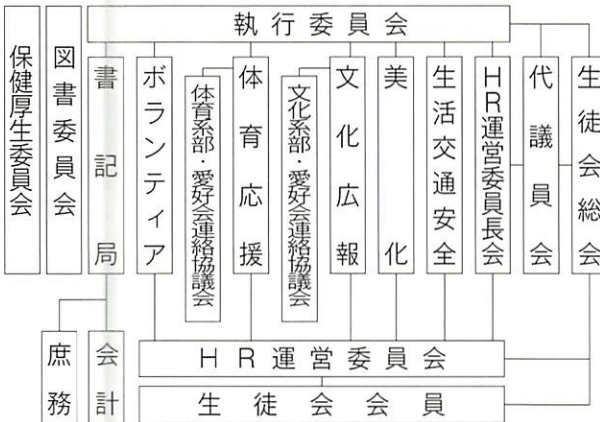 執行委員会
生徒会総会
代議員会
HR運営委員長会
生活交通安全
美化
文化広報
文化系部・愛好会連絡協議会
体育応援
体育系部・愛好会連絡協議会
ボランティア
書記局
図書委員会
保健厚生委員会
HR運営委員会
会計
庶務
生徒会会員